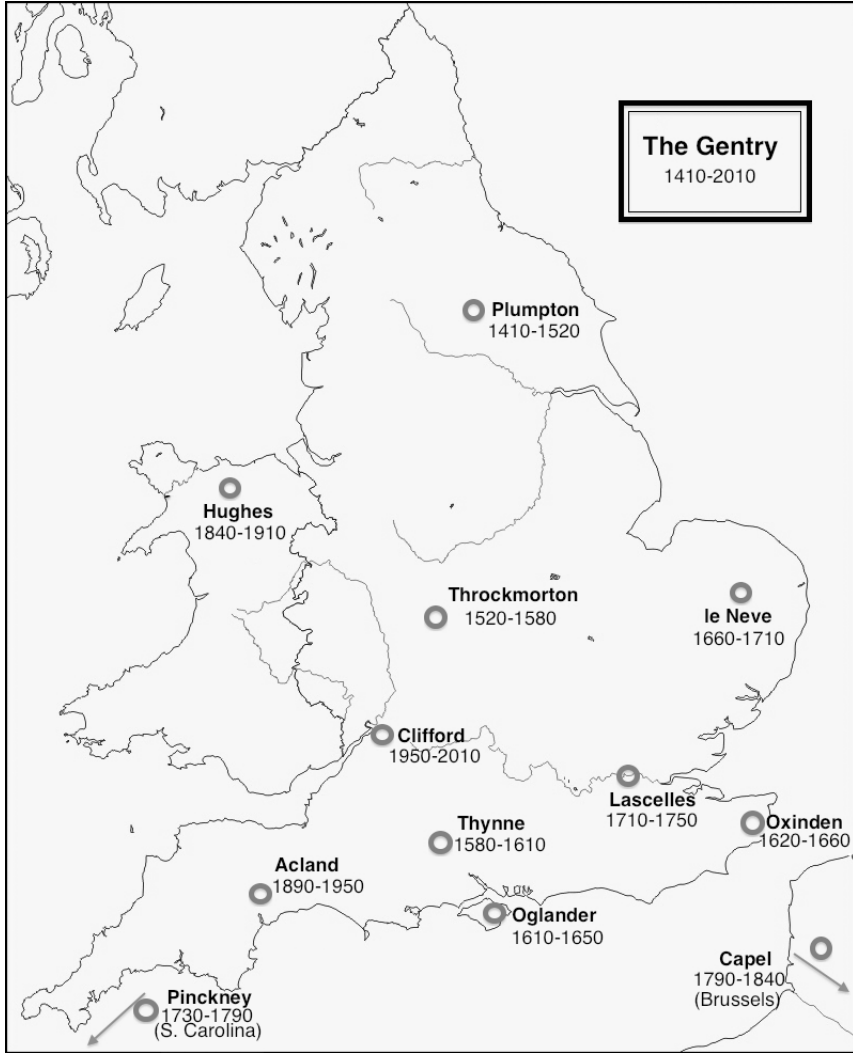 The Gentry
1410-2010
Plumpton
1410-1520
Hughes
1840-1910
Throckmorton
1520-1580
le Neve
1660-1710
Clifford
1950-2010
Lascelles
1710-1750
Thynne
1580-1610
Oxinden
1620-1660
Acland
1890-1950
Oglander
1610-1650
Capel
1790-1840
(Brussels)
Pinckney
1730-1790
(S. Carolina)